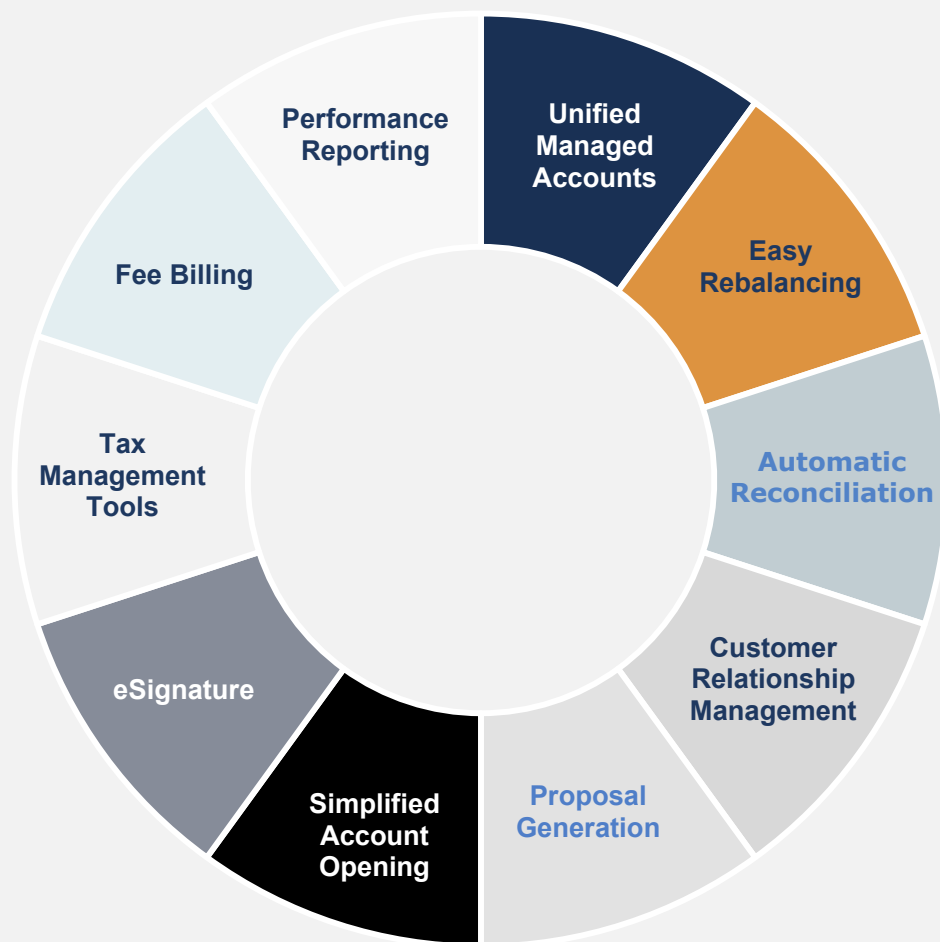 Performance
Reporting
Unified
Managed
Accounts
Easy
Rebalancing
Automatic
Reconciliation
Customer
Relationship
Management
Proposal
Generation
Simplified
Account
Opening
eSignature
Tax
Management
Tools
Fee Billing